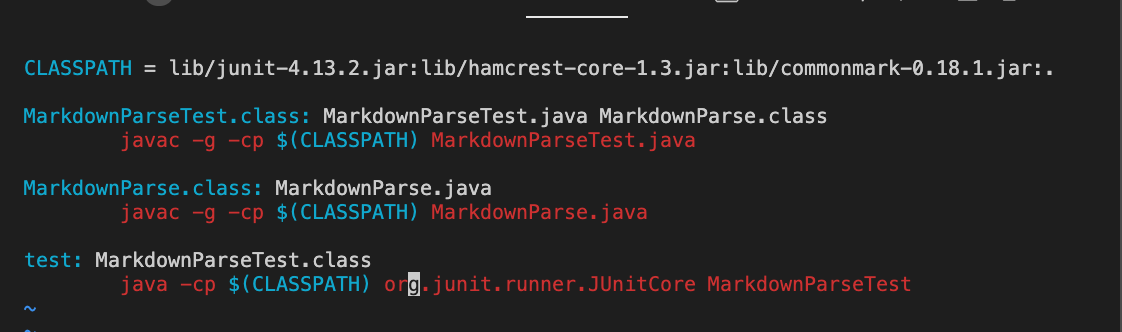 CLASSPATH = lib/junit-4.13.2.jar:lib/hamcrest-core-1.3.jar:lib/commonmark-0.18.1.jar:.
MarkdownParseTest.class: MarkdownParseTest.java MarkdownParse.class
javac -g -cp $(CLASSPATH) MarkdownParseTest.java
MarkdownParse.class: MarkdownParse.java
javac -g -cp $(CLASSPATH) MarkdownParse.java
test: MarkdownParseTest.class
java -cp $(CLASSPATH) org.junit.runner.JUnitCore MarkdownParseTest
~
~